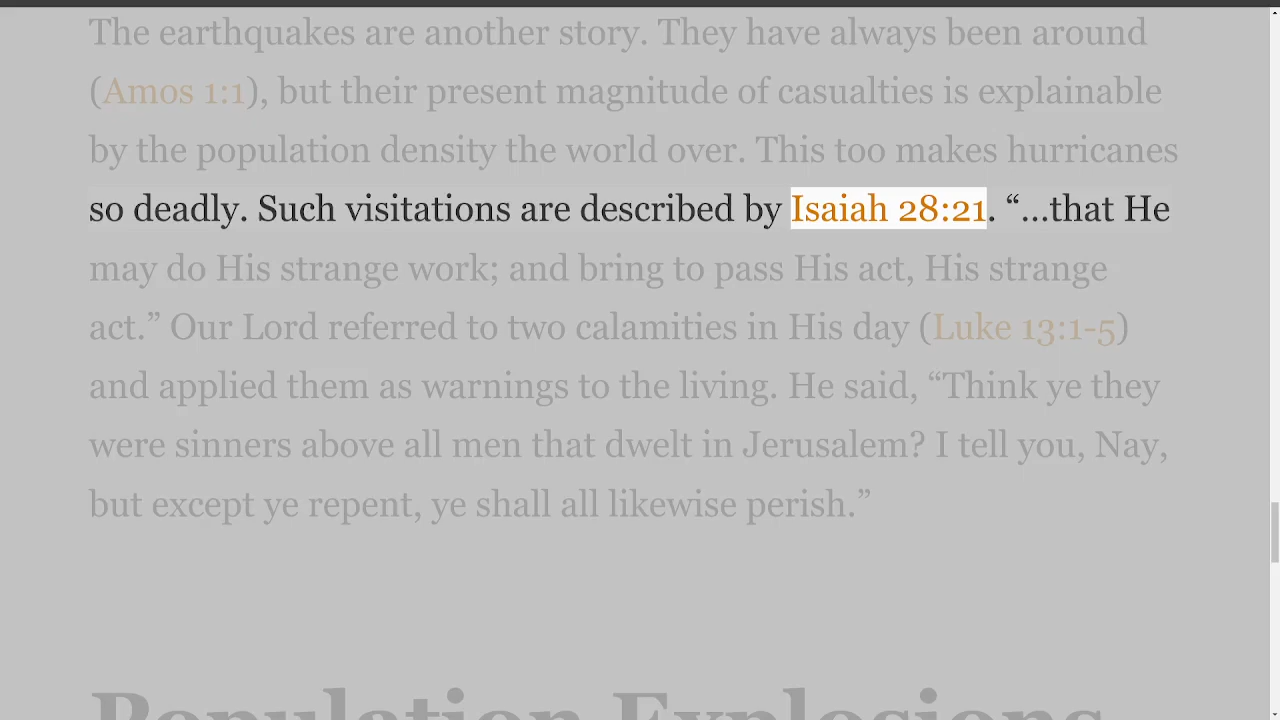 The earthquakes are another story. They have always been around
(Amos 1:1), but their present magnitude of casualties is explainable
by the population density the world over. This too makes hurricanes
so deadly. Such visitations are described by Isaiah 28:21. “…that He
may do His strange work; and bring to pass His act, His strange
act.” Our Lord referred to two calamities in His day (Luke 13:1-5)
and applied them as warnings to the living. He said, “Think ye they
were sinners above all men that dwelt in Jerusalem? I tell you, Nay,
but except ye repent, ye shall all likewise perish.”
Population Explosions